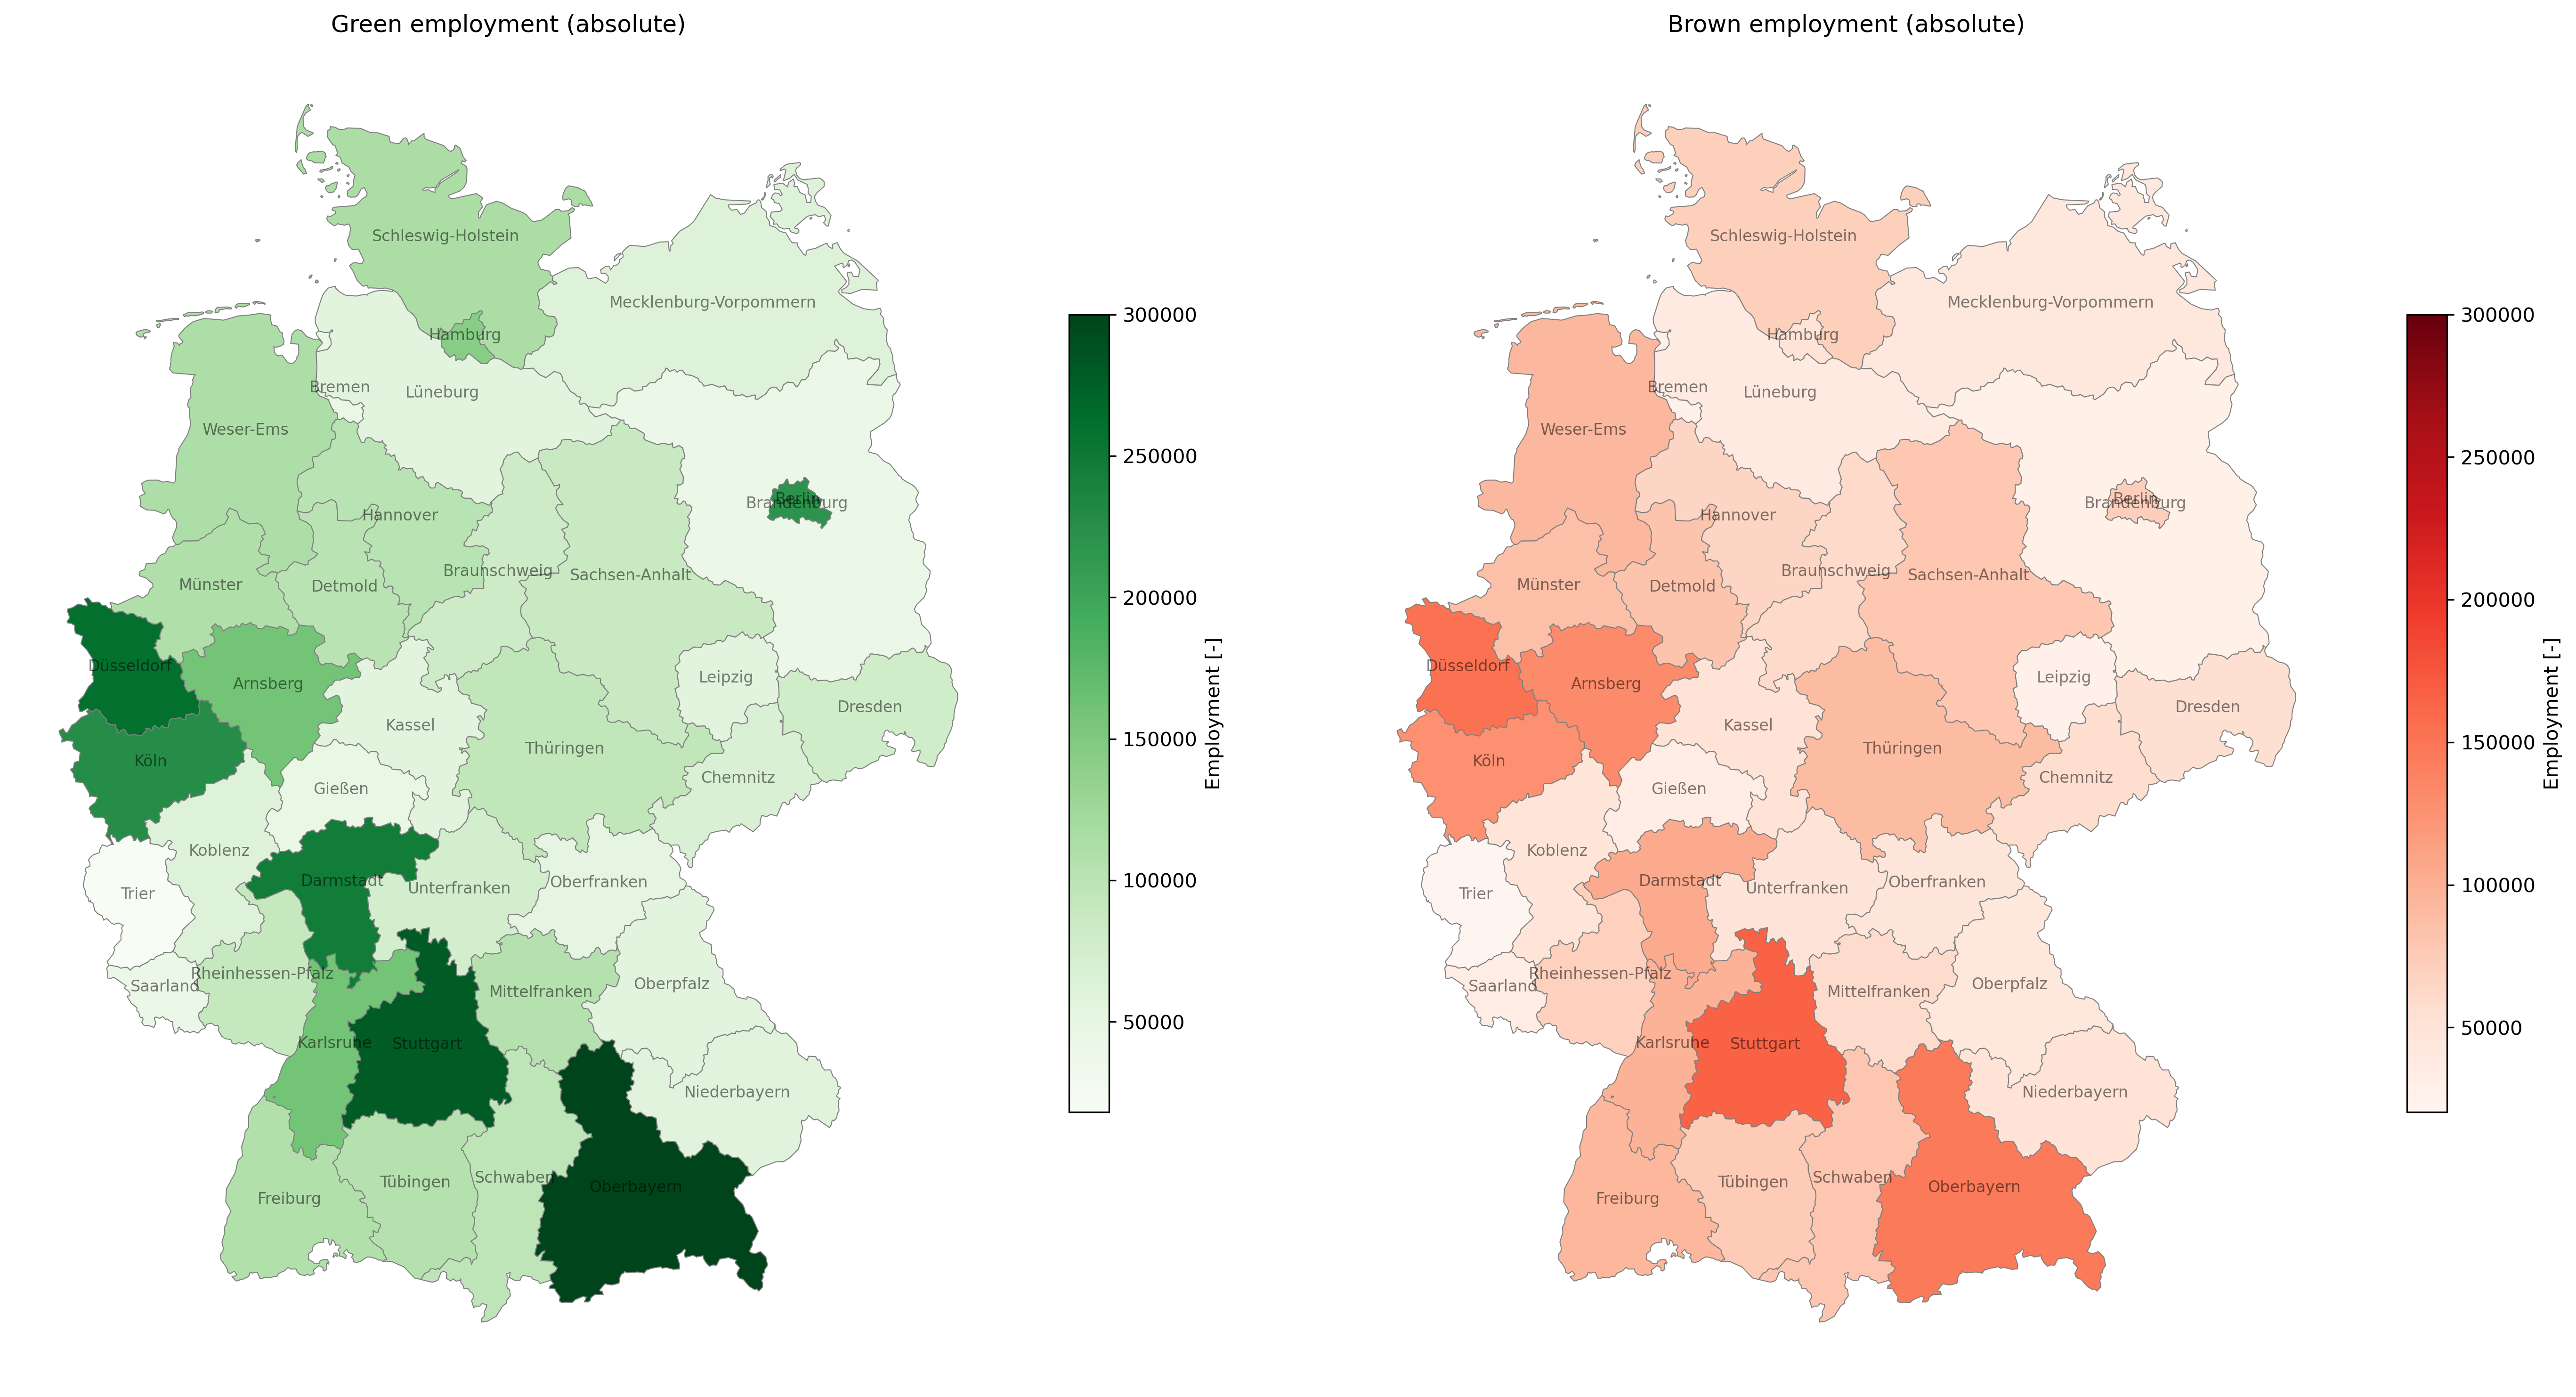 Green employment (absolute)
Schleswig-Holstein
Mecklenburg-Vorpommern
Hamburg
Bremen
Lüneburg
Weser-Ems
Berlin
Brandenburg
Hannover
Braunschweig
Sachsen-Anhalt
Münster
Detmold
Düsseldorf
Arnsberg
Leipzig
Dresden
Kassel
Thüringen
Köln
Chemnitz
Gießen
Koblenz
Darmstadt
Unterfranken
Oberfranken
Trier
Rheinhessen-Pfalz
Saarland
Mittelfranken
Oberpfalz
Karlsruhe
Stuttgart
Niederbayern
Freiburg
Tübingen
Schwaben
Oberbayern
300000
250000
200000
150000
100000
50000
Employment [-]
Brown employment (absolute)
Schleswig-Holstein
Mecklenburg-Vorpommern
Hamburg
Bremen
Lüneburg
Weser-Ems
Berlin
Brandenburg
Hannover
Braunschweig
Sachsen-Anhalt
Münster
Detmold
Düsseldorf
Arnsberg
Leipzig
Dresden
Kassel
Thüringen
Köln
Chemnitz
Gießen
Koblenz
Darmstadt
Unterfranken
Oberfranken
Trier
Rheinhessen-Pfalz
Saarland
Mittelfranken
Oberpfalz
Karlsruhe
Stuttgart
Niederbayern
Freiburg
Tübingen
Schwaben
Oberbayern
300000
250000
200000
150000
100000
50000
Employment [-]